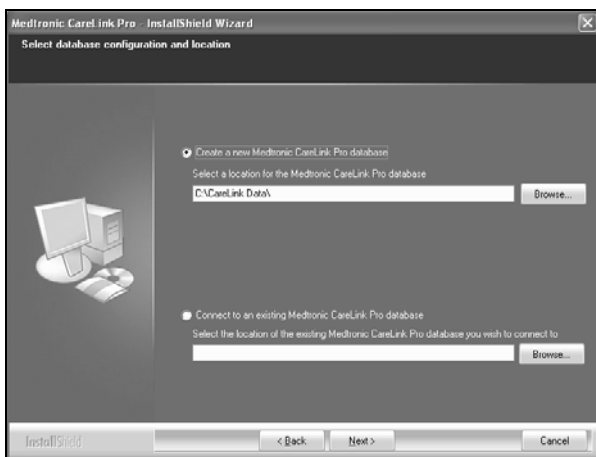 Medtronic CareLink Pro - InstallShield Wizard
Select database configuration and location
Create a new Medtronic CareLink Pro database
Select a location for the Medtronic CareLink Pro database
C:\CareLink Data\
Browse...
Connect to an existing Medtronic CareLink Pro database
Select the location of the existing Medtronic CareLink Pro database you wish to connect to
Browse...
InstallShield
< Back
Next >
Cancel